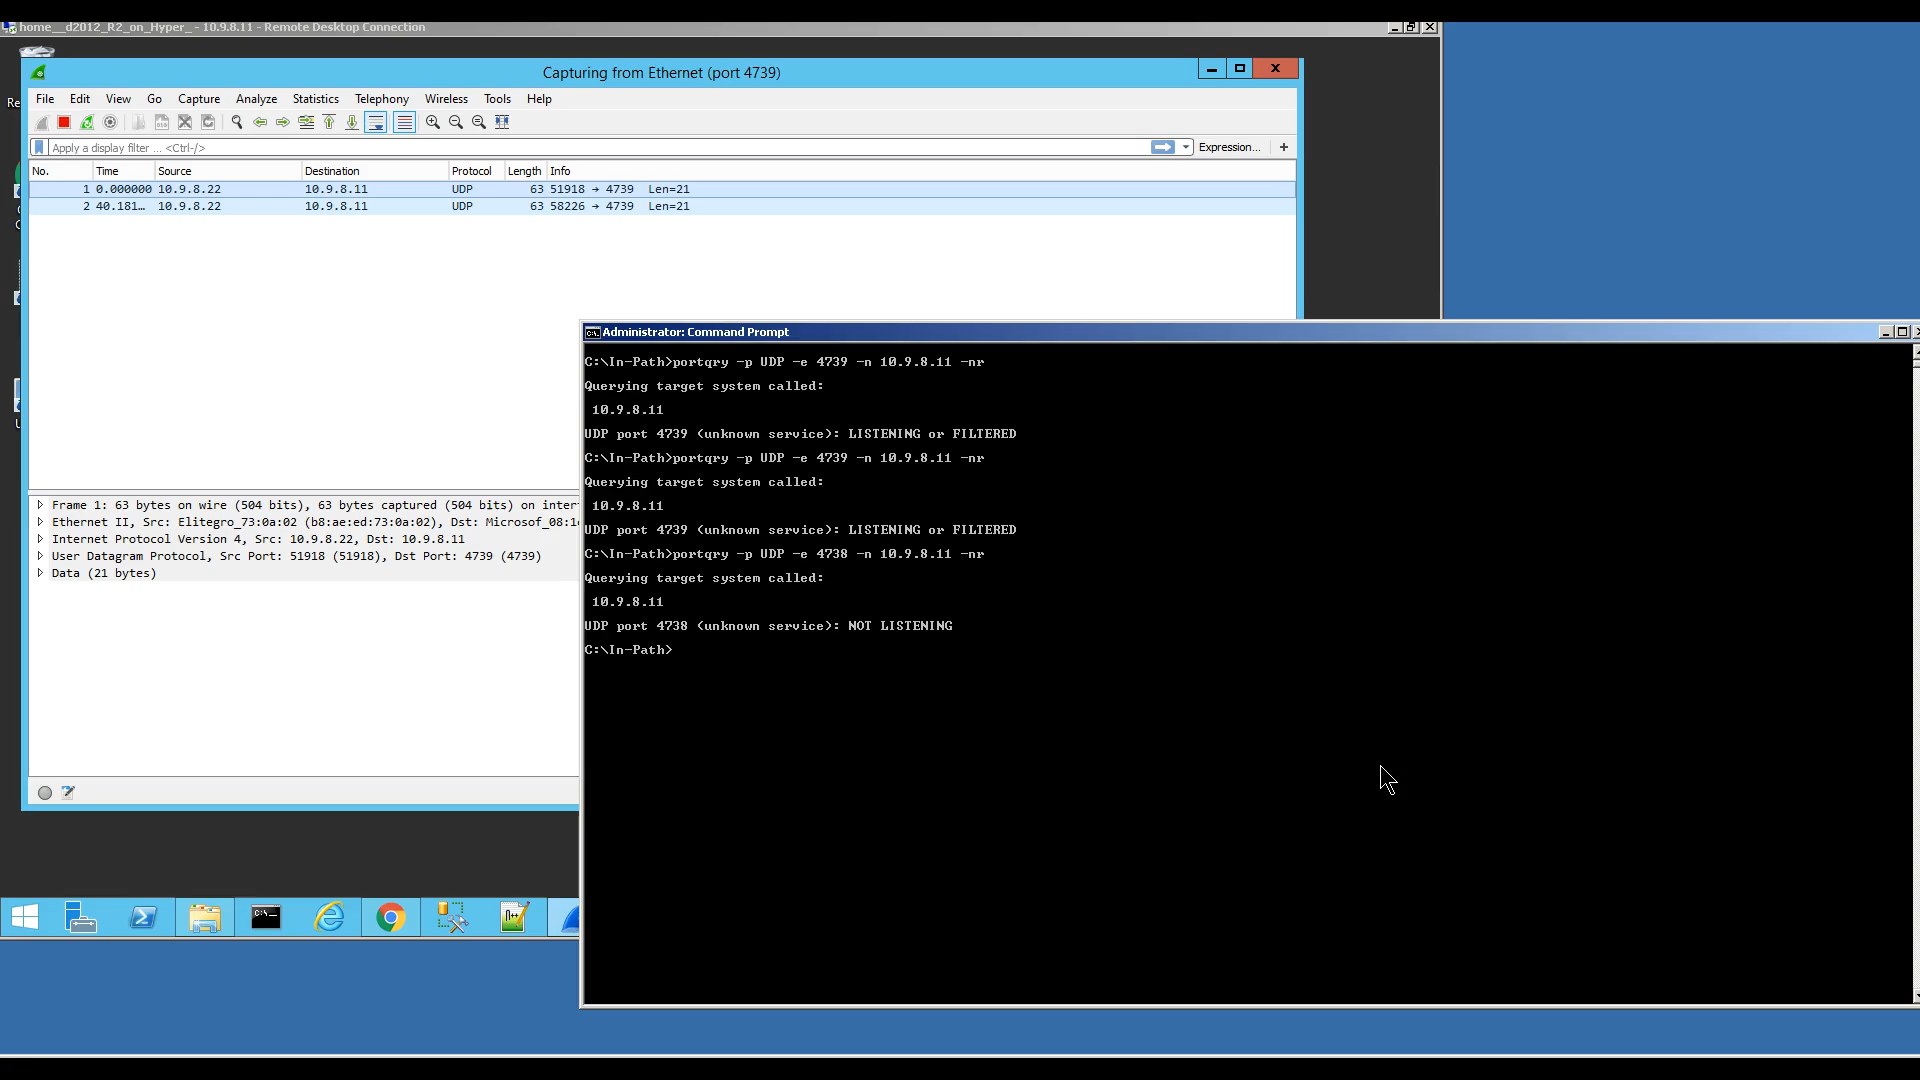 home__d2012_R2_on_Hyper_ - 10.9.8.11 - Remote Desktop Connection
Capturing from Ethernet (port 4739)
File Edit View Go Capture Analyze Statistics Telephony Wireless Tools Help
Apply a display filter ... <Ctrl-/>
Expression...
No. Time Source Destination Protocol Length Info
1 0.000000 10.9.8.22 10.9.8.11 UDP 63 51918 → 4739 Len=21
2 40.181… 10.9.8.22 10.9.8.11 UDP 63 58226 → 4739 Len=21
Frame 1: 63 bytes on wire (504 bits), 63 bytes captured (504 bits) on inter
Ethernet II, Src: Elitegro_73:0a:02 (b8:ae:ed:73:0a:02), Dst: Microsof_08:1
Internet Protocol Version 4, Src: 10.9.8.22, Dst: 10.9.8.11
User Datagram Protocol, Src Port: 51918 (51918), Dst Port: 4739 (4739)
Data (21 bytes)
Administrator: Command Prompt
C:\In-Path>portqry -p UDP -e 4739 -n 10.9.8.11 -nr
Querying target system called:
10.9.8.11
UDP port 4739 (unknown service): LISTENING or FILTERED
C:\In-Path>portqry -p UDP -e 4739 -n 10.9.8.11 -nr
Querying target system called:
10.9.8.11
UDP port 4739 (unknown service): LISTENING or FILTERED
C:\In-Path>portqry -p UDP -e 4738 -n 10.9.8.11 -nr
Querying target system called:
10.9.8.11
UDP port 4738 (unknown service): NOT LISTENING
C:\In-Path>